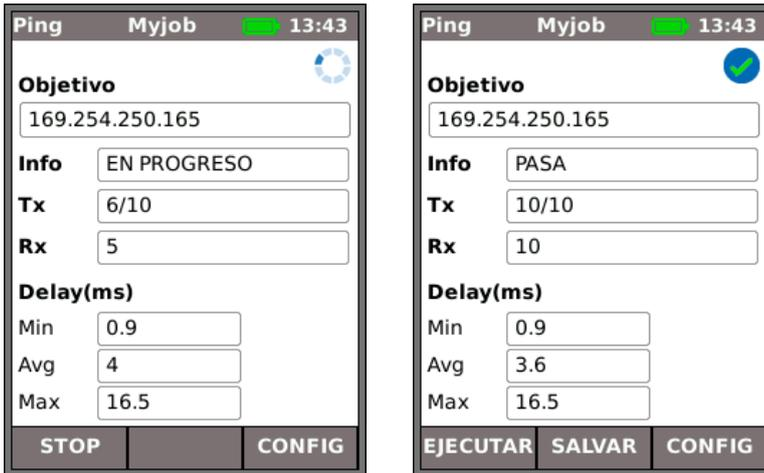 Ping Myjob 13:43
Objetivo
169.254.250.165
Info EN PROGRESO
Tx 6/10
Rx 5
Delay(ms)
Min 0.9
Avg 4
Max 16.5
STOP CONFIG
Ping Myjob 13:43
Objetivo
169.254.250.165
Info PASA
Tx 10/10
Rx 10
Delay(ms)
Min 0.9
Avg 3.6
Max 16.5
EJECUTAR SALVAR CONFIG